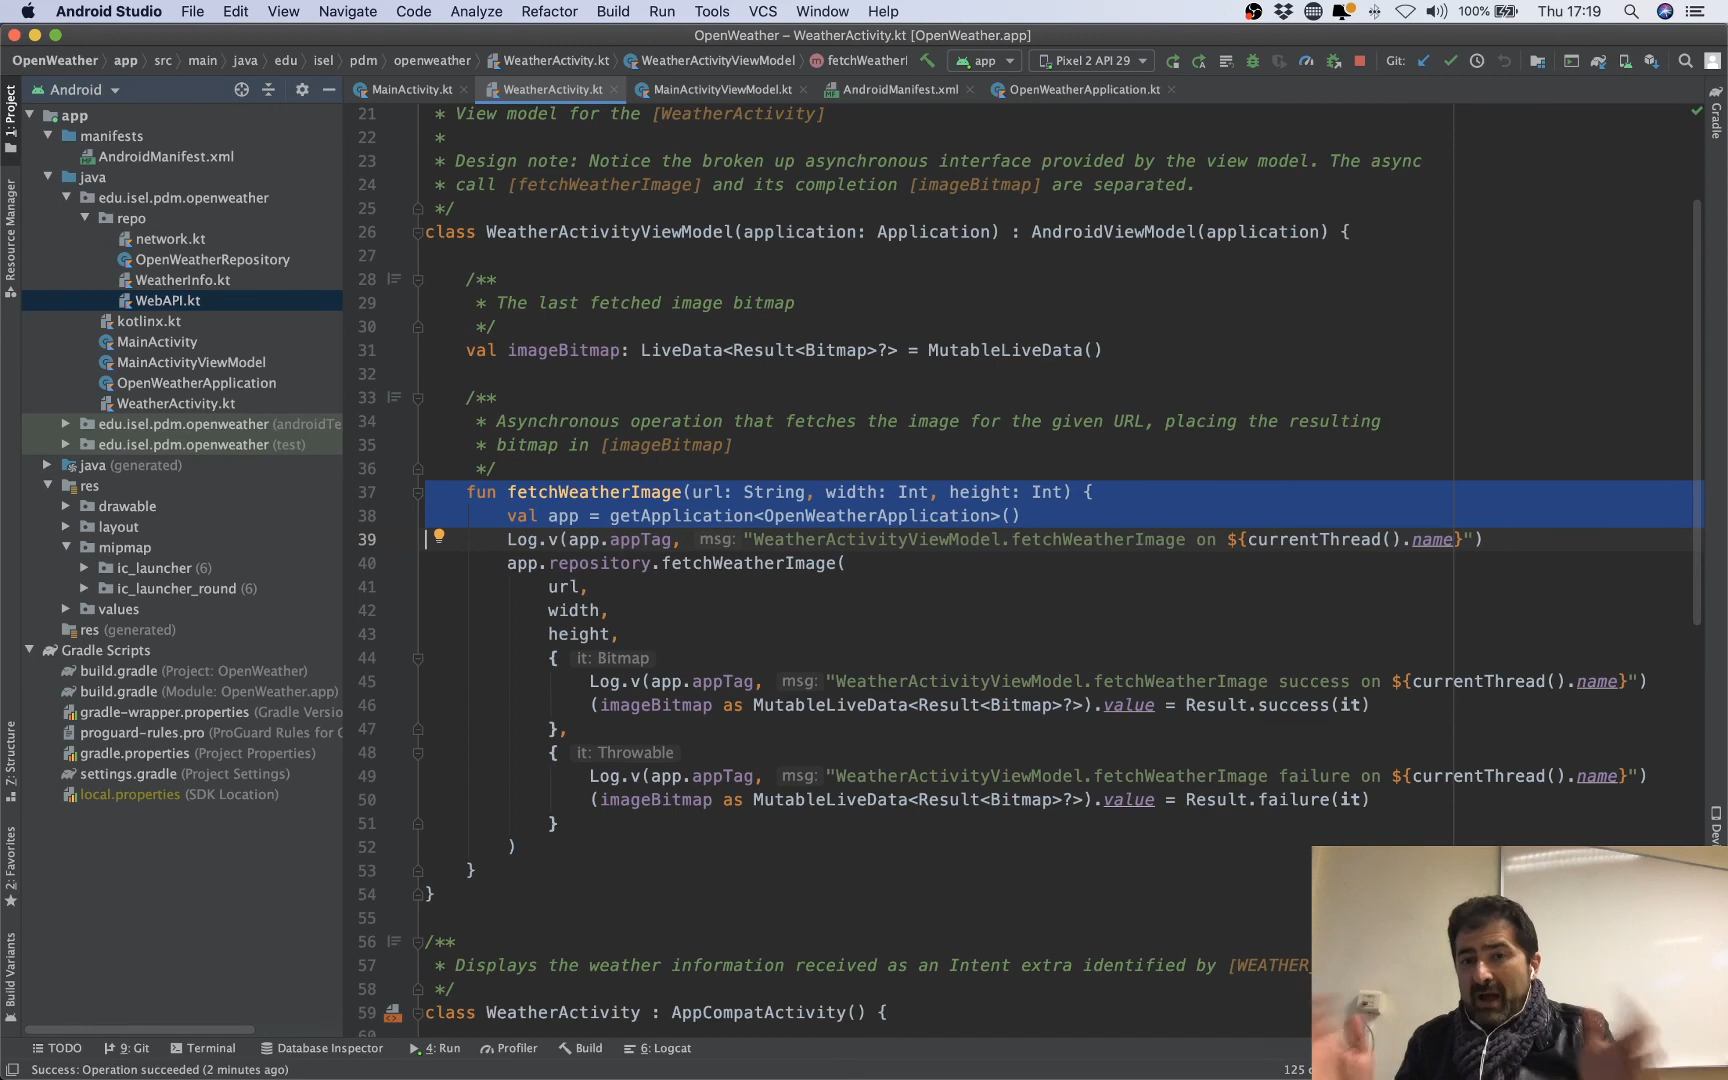 Android Studio File Edit View Navigate Code Analyze Refactor Build Run Tools VCS Window Help 100% Thu 17:19
OpenWeather – WeatherActivity.kt [OpenWeather.app]
OpenWeather app src main java edu isel pdm openweather WeatherActivity.kt WeatherActivityViewModel fetchWeatherI app Pixel 2 API 29 Git:
Android MainActivity.kt WeatherActivity.kt MainActivityViewModel.kt AndroidManifest.xml OpenWeatherApplication.kt
1: Project
Resource Manager
Z: Structure
2: Favorites
Build Variants
Gradle
app
manifests
AndroidManifest.xml
java
edu.isel.pdm.openweather
repo
network.kt
OpenWeatherRepository
WeatherInfo.kt
WebAPI.kt
kotlinx.kt
MainActivity
MainActivityViewModel
OpenWeatherApplication
WeatherActivity.kt
edu.isel.pdm.openweather (androidTe
edu.isel.pdm.openweather (test)
java (generated)
res
drawable
layout
mipmap
ic_launcher (6)
ic_launcher_round (6)
values
res (generated)
Gradle Scripts
build.gradle (Project: OpenWeather)
build.gradle (Module: OpenWeather.app)
gradle-wrapper.properties (Gradle Versio
proguard-rules.pro (ProGuard Rules for C
gradle.properties (Project Properties)
settings.gradle (Project Settings)
local.properties (SDK Location)
21 * View model for the [WeatherActivity]
22 *
23 * Design note: Notice the broken up asynchronous interface provided by the view model. The async
24 * call [fetchWeatherImage] and its completion [imageBitmap] are separated.
25 */
26 class WeatherActivityViewModel(application: Application) : AndroidViewModel(application) {
27
28 /**
29 * The last fetched image bitmap
30 */
31 val imageBitmap: LiveData<Result<Bitmap>?> = MutableLiveData()
32
33 /**
34 * Asynchronous operation that fetches the image for the given URL, placing the resulting
35 * bitmap in [imageBitmap]
36 */
37 fun fetchWeatherImage(url: String, width: Int, height: Int) {
38 val app = getApplication<OpenWeatherApplication>()
39 Log.v(app.appTag, msg: "WeatherActivityViewModel.fetchWeatherImage on ${currentThread().name}")
40 app.repository.fetchWeatherImage(
41 url,
42 width,
43 height,
44 { it: Bitmap
45 Log.v(app.appTag, msg: "WeatherActivityViewModel.fetchWeatherImage success on ${currentThread().name}")
46 (imageBitmap as MutableLiveData<Result<Bitmap>?>).value = Result.success(it)
47 },
48 { it: Throwable
49 Log.v(app.appTag, msg: "WeatherActivityViewModel.fetchWeatherImage failure on ${currentThread().name}")
50 (imageBitmap as MutableLiveData<Result<Bitmap>?>).value = Result.failure(it)
51 }
52 )
53 }
54 }
55
56 /**
57 * Displays the weather information received as an Intent extra identified by [WEATHER
58 */
59 class WeatherActivity : AppCompatActivity() {
60
TODO 9: Git Terminal Database Inspector 4: Run Profiler Build 6: Logcat
Success: Operation succeeded (2 minutes ago) 125 c